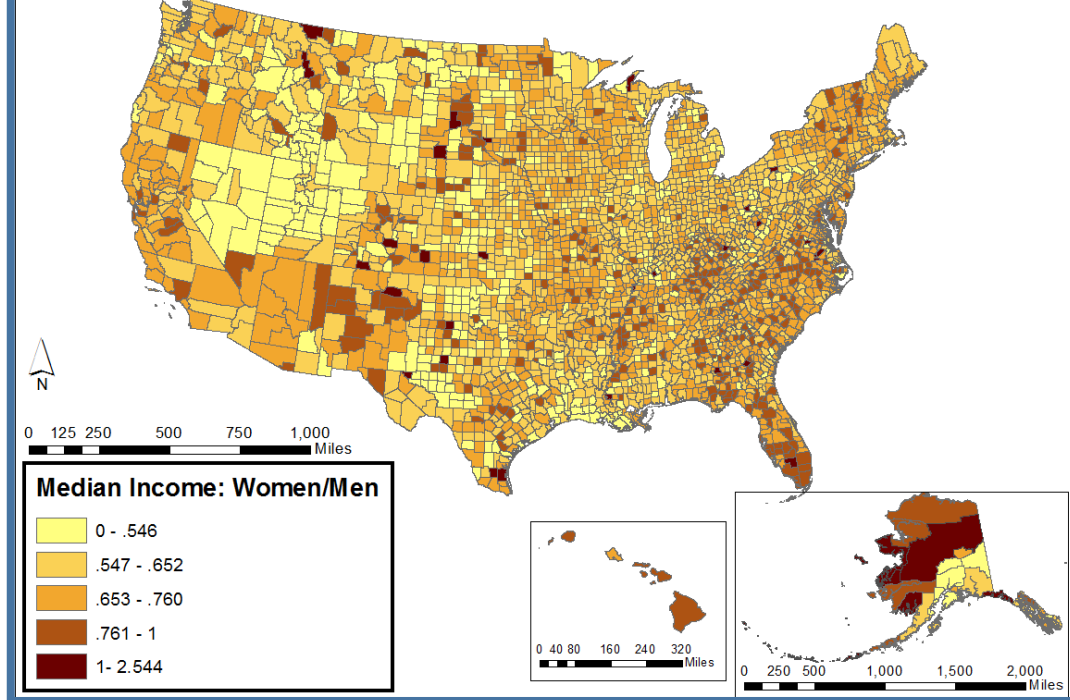 N
0 125 250 500 750 1,000
Miles
Median Income: Women/Men
0 - .546
.547 - .652
.653 - .760
.761 - 1
1- 2.544
0 40 80 160 240 320
Miles
0 250 500 1,000 1,500 2,000
Miles